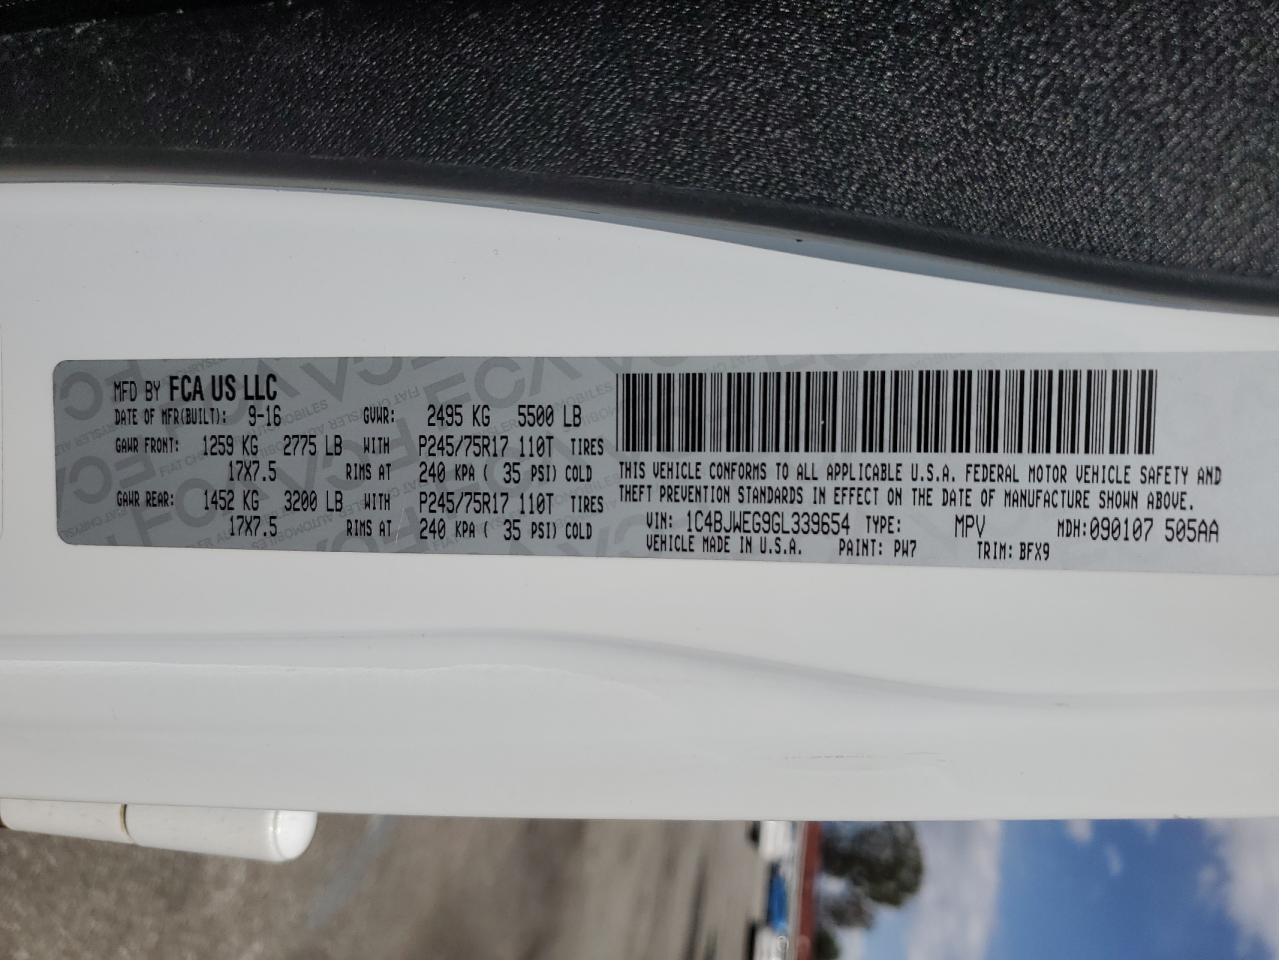 MFD BY FCA US LLC
DATE OF MFR(BUILT): 9-16 GVWR: 2495 KG 5500 LB
GAWR FRONT: 1259 KG 2775 LB WITH P245/75R17 110T TIRES
17X7.5 RIMS AT 240 KPA ( 35 PSI) COLD
GAWR REAR: 1452 KG 3200 LB WITH P245/75R17 110T TIRES
17X7.5 RIMS AT 240 KPA ( 35 PSI) COLD
THIS VEHICLE CONFORMS TO ALL APPLICABLE U.S.A. FEDERAL MOTOR VEHICLE SAFETY AND
THEFT PREVENTION STANDARDS IN EFFECT ON THE DATE OF MANUFACTURE SHOWN ABOVE.
VIN: 1C4BJWEG9GL339654 TYPE: MPV MDH:090107 505AA
VEHICLE MADE IN U.S.A. PAINT: PW7 TRIM: BFX9